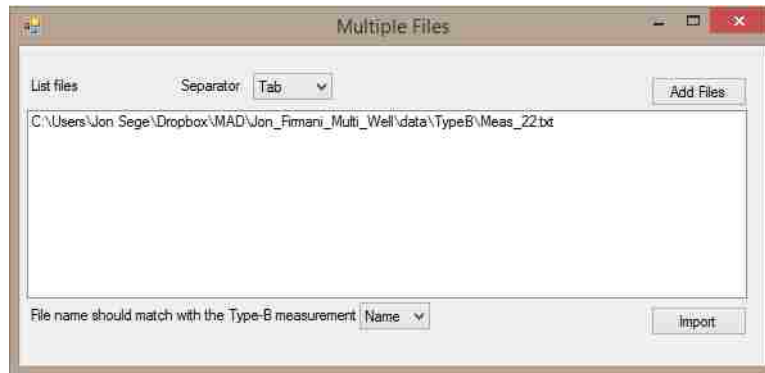 Multiple Files
List files Separator Tab Add Files
C:\Users\Jon Sege\Dropbox\MAD\Jon_Firmani_Multi_Well\data\TypeB\Meas_22.txt
File name should match with the Type-B measurement Name Import